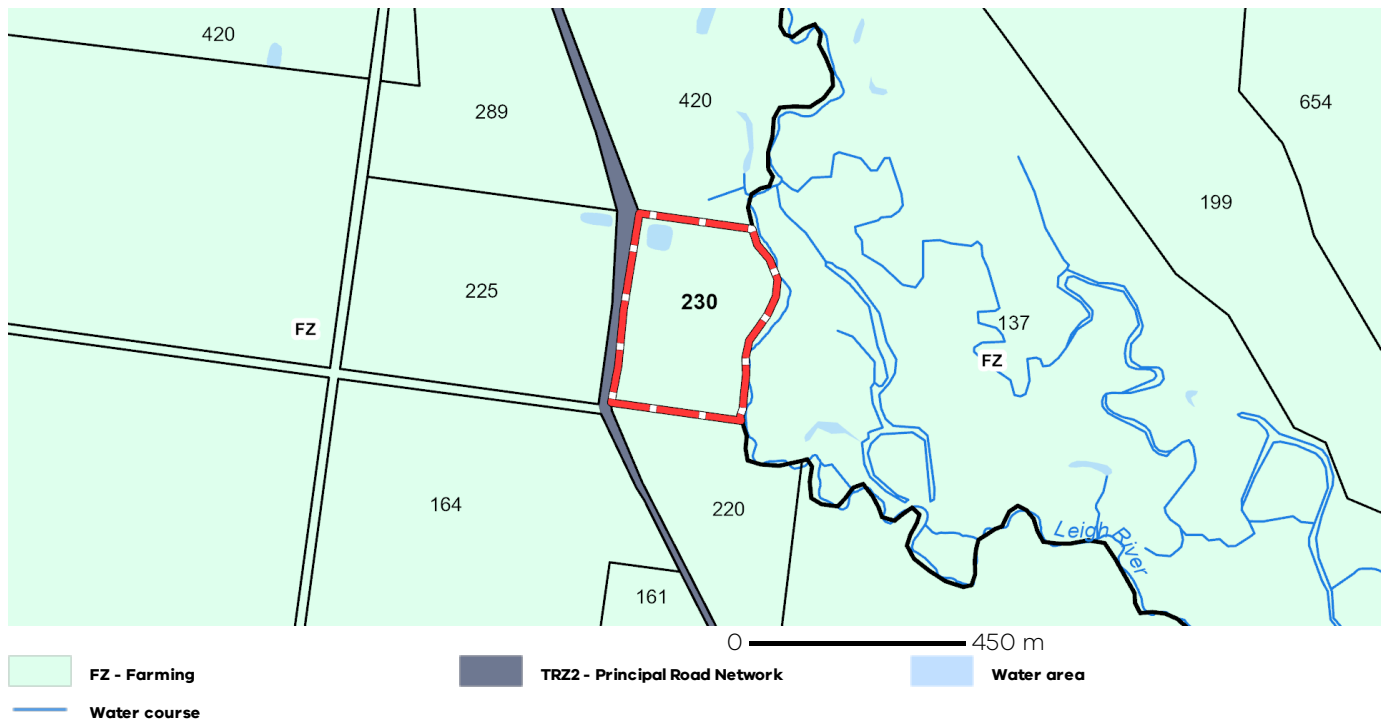 420
420
654
289
199
225
230
FZ
137
FZ
164
220
Leigh River
161
0 450 m
FZ - Farming
TRZ2 - Principal Road Network
Water area
Water course